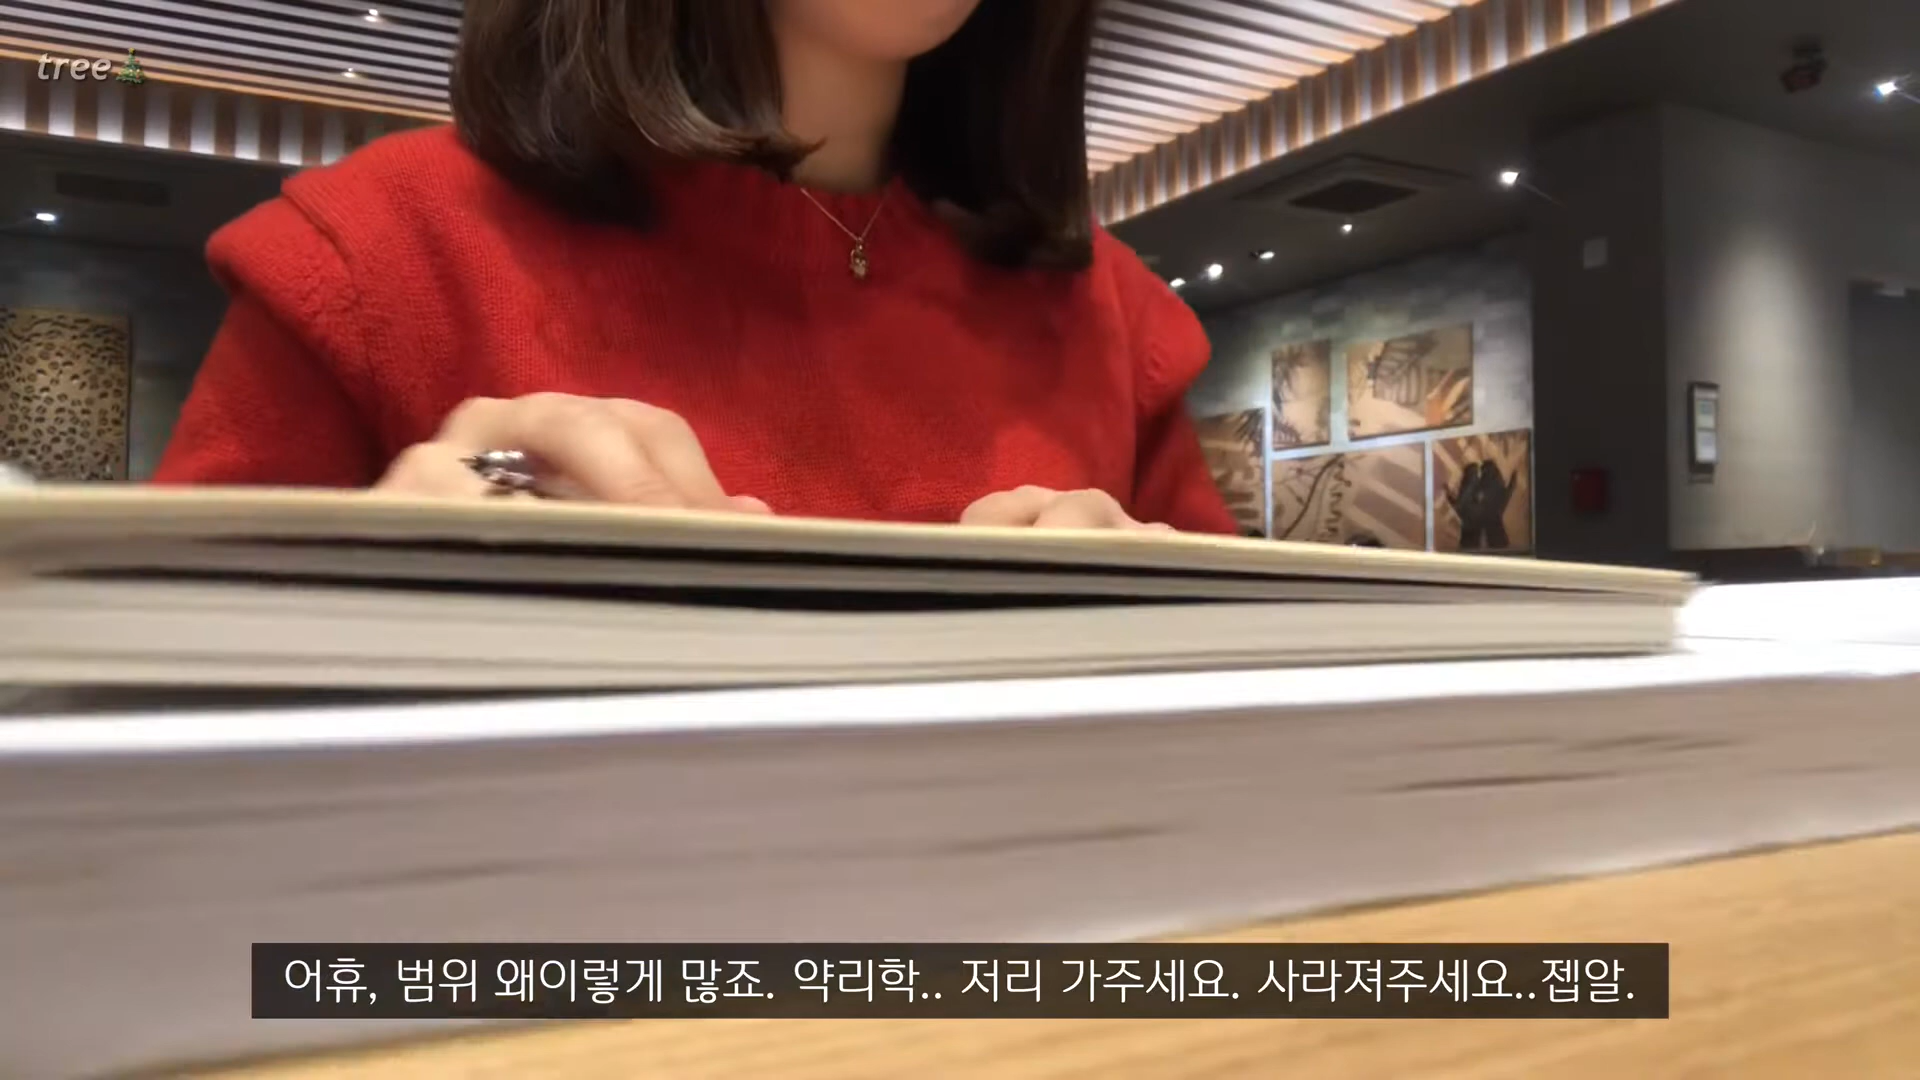 tree🎄
어휴, 범위 왜이렇게 많죠. 약리학.. 저리 가주세요. 사라져주세요..젭알.